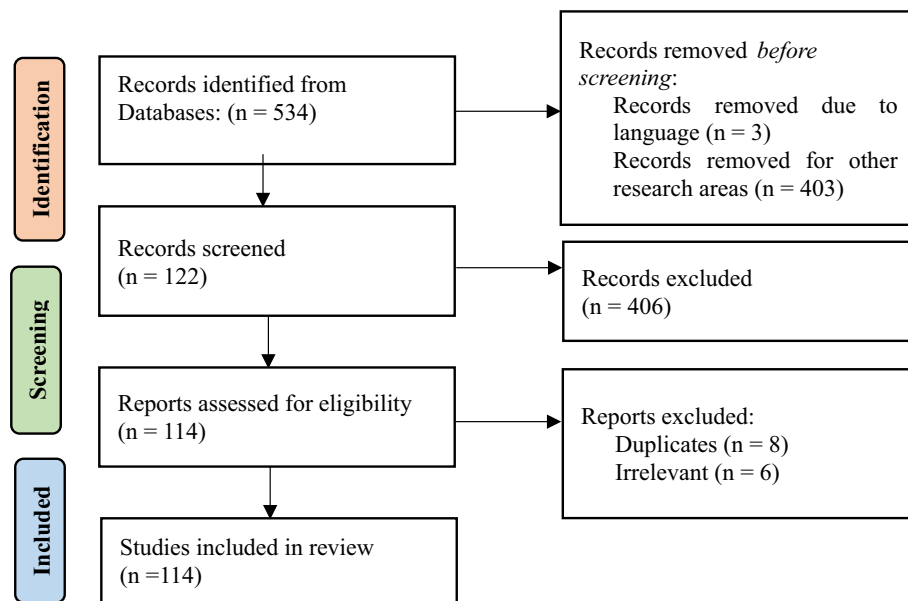 Identification
Records identified from
Databases: (n = 534)
Records removed before
screening:
Records removed due to
language (n = 3)
Records removed for other
research areas (n = 403)
Screening
Records screened
(n = 122)
Records excluded
(n = 406)
Reports assessed for eligibility
(n = 114)
Reports excluded:
Duplicates (n = 8)
Irrelevant (n = 6)
Included
Studies included in review
(n =114)